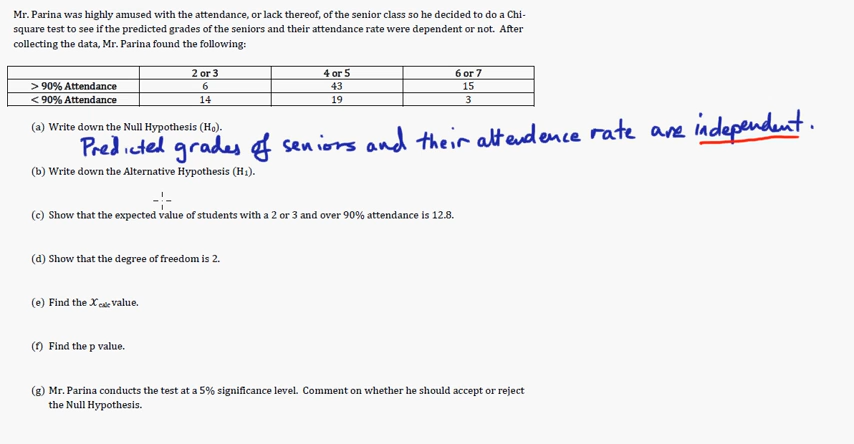 Mr. Parina was highly amused with the attendance, or lack thereof, of the senior class so he decided to do a Chi-
square test to see if the predicted grades of the seniors and their attendance rate were dependent or not. After
collecting the data, Mr. Parina found the following:
2 or 3 4 or 5 6 or 7
> 90% Attendance 6 43 15
< 90% Attendance 14 19 3
(a) Write down the Null Hypothesis (H₀).
Predicted grades of seniors and their attendence rate are independent.
(b) Write down the Alternative Hypothesis (H₁).
(c) Show that the expected value of students with a 2 or 3 and over 90% attendance is 12.8.
(d) Show that the degree of freedom is 2.
(e) Find the X calc value.
(f) Find the p value.
(g) Mr. Parina conducts the test at a 5% significance level. Comment on whether he should accept or reject
the Null Hypothesis.